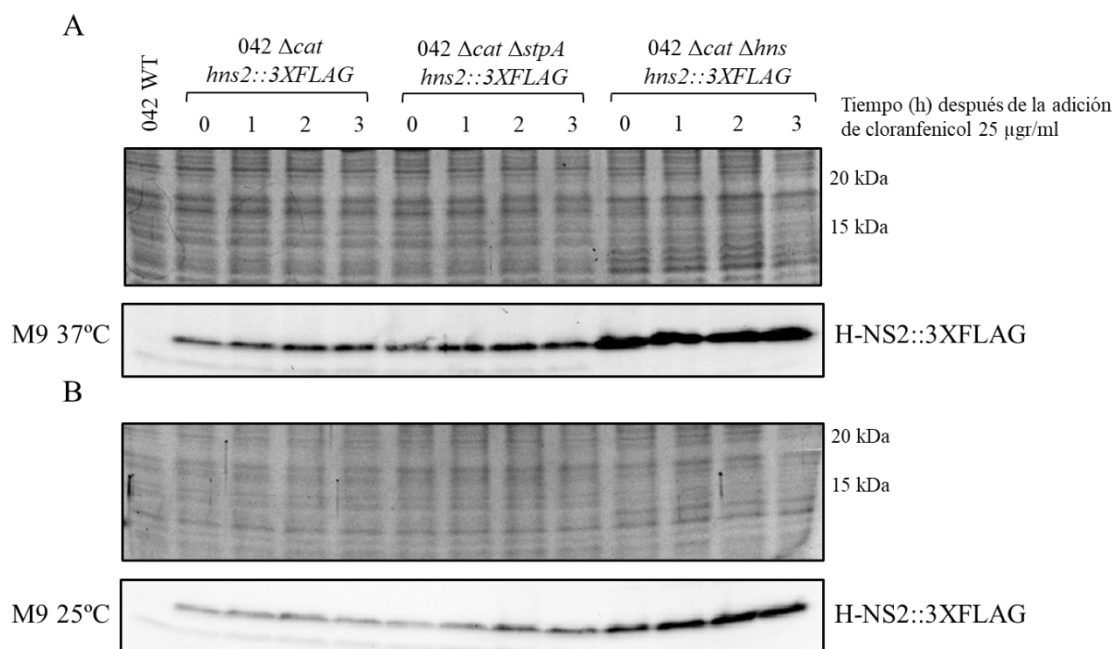 A
042 WT
042 Δcat
hns2::3XFLAG
042 Δcat ΔstpA
hns2::3XFLAG
042 Δcat Δhns
hns2::3XFLAG
0 1 2 3 0 1 2 3 0 1 2 3
Tiempo (h) después de la adición
de cloranfenicol 25 µgr/ml
20 kDa
15 kDa
M9 37ºC
H-NS2::3XFLAG
B
20 kDa
15 kDa
M9 25ºC
H-NS2::3XFLAG